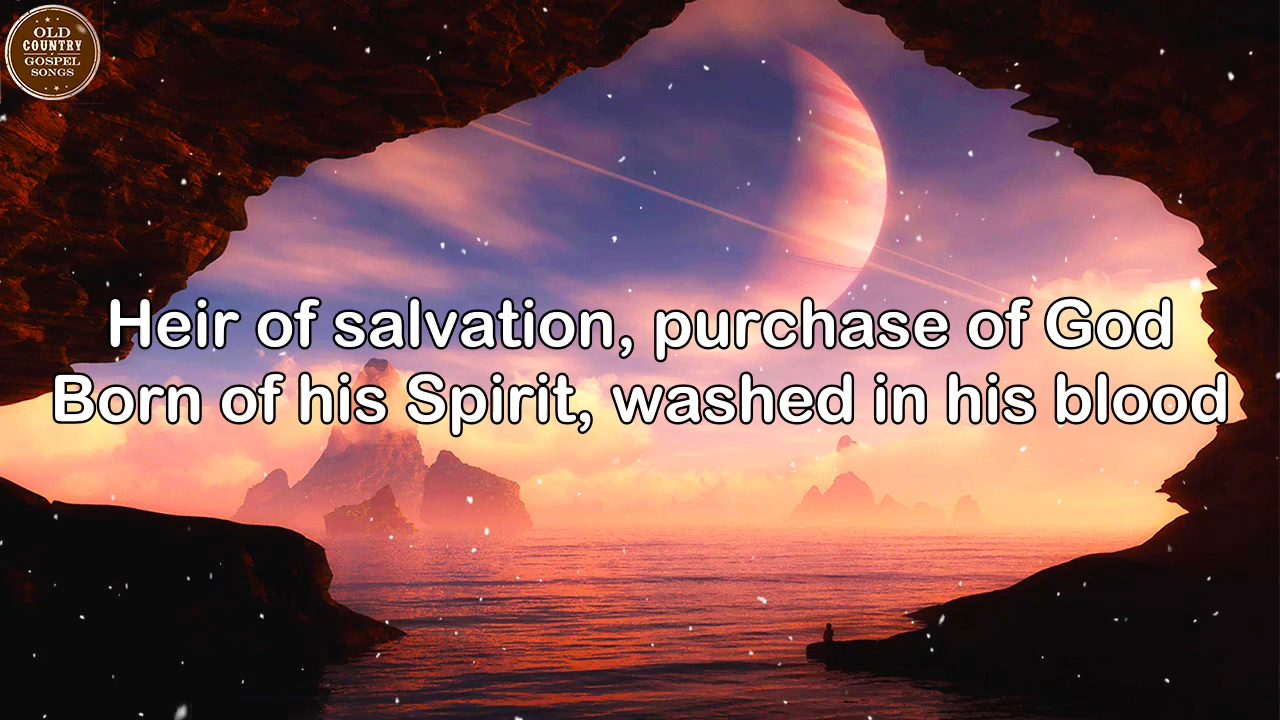 OLD
COUNTRY
GOSPEL
SONGS
Heir of salvation, purchase of God
Born of his Spirit, washed in his blood